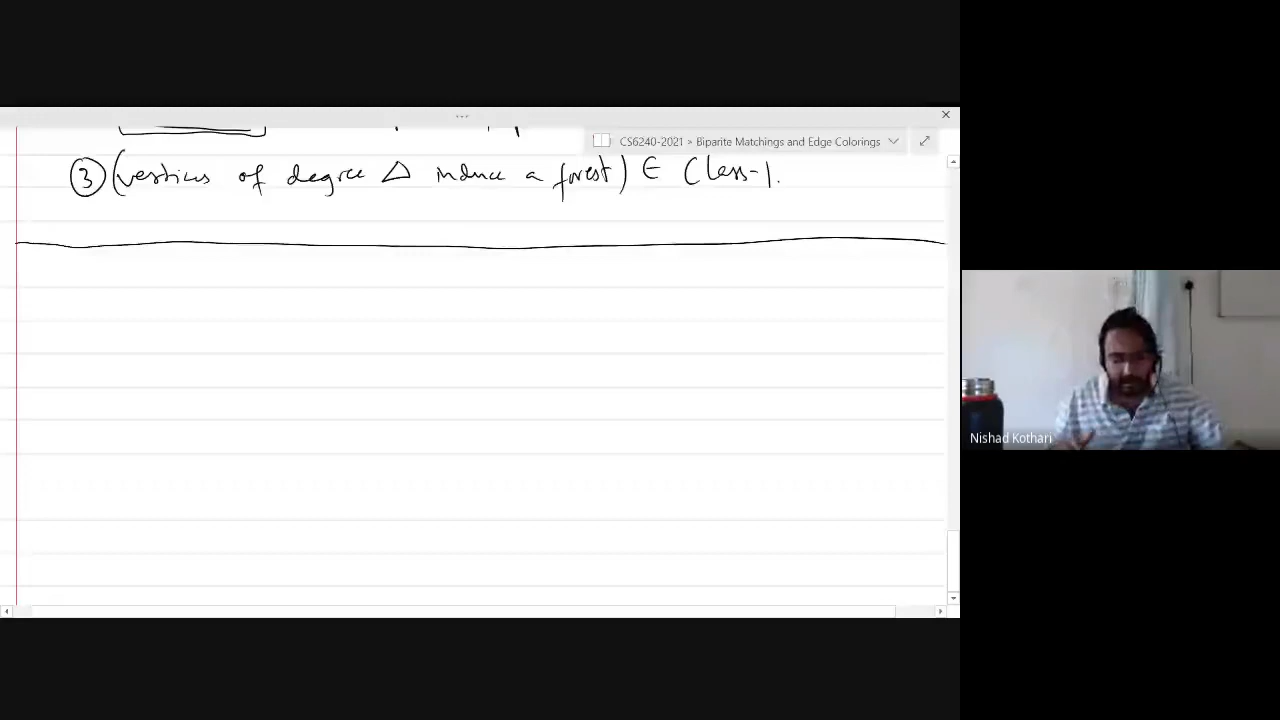 CS6240-2021 > Biparite Matchings and Edge Colorings
③ (vertices of degree Δ induce a forest) ∈ Class-1.
Nishad Kothari